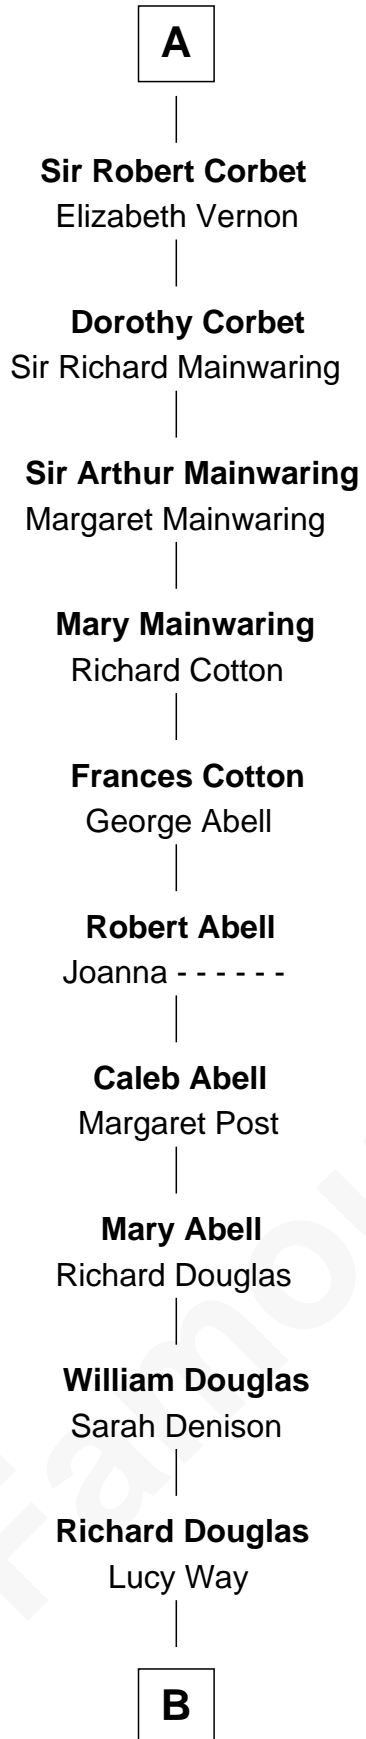 A
Sir Robert Corbet
Elizabeth Vernon
Dorothy Corbet
Sir Richard Mainwaring
Sir Arthur Mainwaring
Margaret Mainwaring
Mary Mainwaring
Richard Cotton
Frances Cotton
George Abell
Robert Abell
Joanna - - - - - -
Caleb Abell
Margaret Post
Mary Abell
Richard Douglas
William Douglas
Sarah Denison
Richard Douglas
Lucy Way
B
Famou